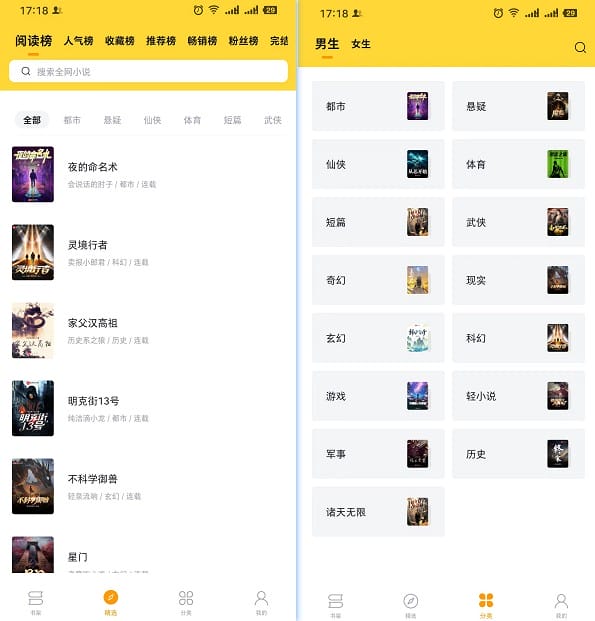 17:18
29
阅读榜 人气榜 收藏榜 推荐榜 畅销榜 粉丝榜 完结
搜索全网小说
全部 都市 悬疑 仙侠 体育 短篇 武侠
夜的命名术
会说话的肘子 / 都市 / 连载
灵境行者
卖报小郎君 / 科幻 / 连载
家父汉高祖
历史系之狼 / 历史 / 连载
明克街13号
纯洁滴小龙 / 都市 / 连载
不科学御兽
轻泉流响 / 玄幻 / 连载
星门
书架 精选 分类 我的
17:18
29
男生 女生
都市 悬疑
仙侠 体育
短篇 武侠
奇幻 现实
玄幻 科幻
游戏 轻小说
军事 历史
诸天无限
书架 精选 分类 我的